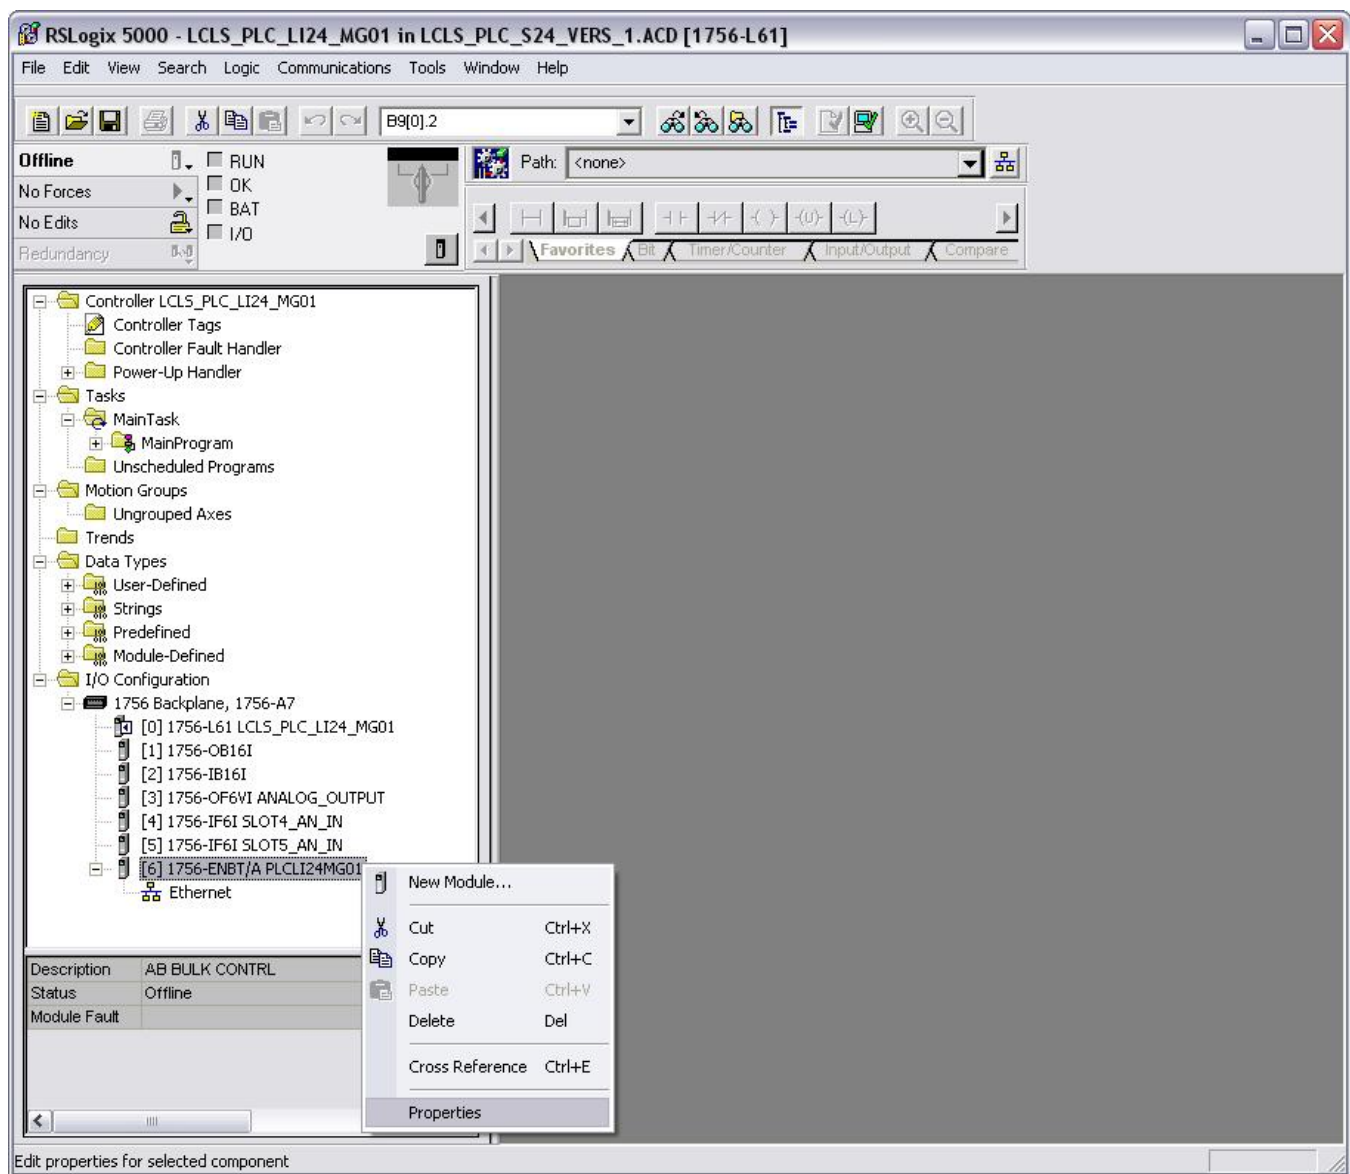 RSLogix 5000 - LCLS_PLC_LI24_MG01 in LCLS_PLC_S24_VERS_1.ACD [1756-L61]
File Edit View Search Logic Communications Tools Window Help
B9[0].2
Offline
RUN
Path: <none>
No Forces
OK
BAT
No Edits
I/O
Redundancy
Favorites Bit Timer/Counter Input/Output Compare
Controller LCLS_PLC_LI24_MG01
Controller Tags
Controller Fault Handler
Power-Up Handler
Tasks
MainTask
MainProgram
Unscheduled Programs
Motion Groups
Ungrouped Axes
Trends
Data Types
User-Defined
Strings
Predefined
Module-Defined
I/O Configuration
1756 Backplane, 1756-A7
[0] 1756-L61 LCLS_PLC_LI24_MG01
[1] 1756-OB16I
[2] 1756-IB16I
[3] 1756-OF6VI ANALOG_OUTPUT
[4] 1756-IF6I SLOT4_AN_IN
[5] 1756-IF6I SLOT5_AN_IN
[6] 1756-ENBT/A PLCLI24MG01
Ethernet
New Module...
Cut Ctrl+X
Copy Ctrl+C
Paste Ctrl+V
Delete Del
Cross Reference Ctrl+E
Properties
Description AB BULK CONTRL
Status Offline
Module Fault
Edit properties for selected component